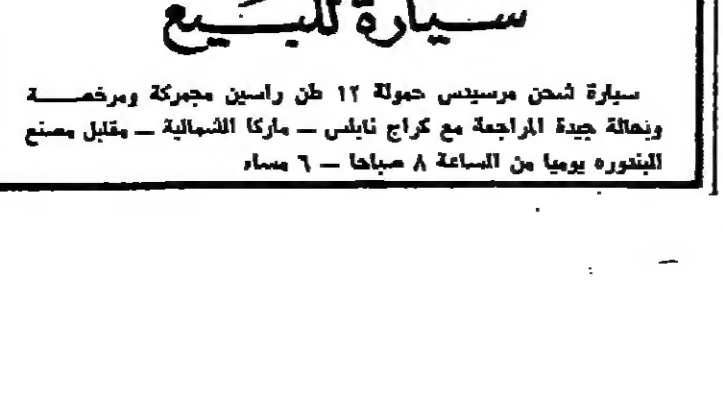 سيارة للبيع
سيارة شحن مرسيدس حمولة ١٢ طن راسين مجمركة ومرخصة
وبحالة جيدة المراجعة مع كراج نابلس — ماركا الشمالية — مقابل مصنع
البندوره يوميا من الساعة ٨ صباحا — ٦ مساء